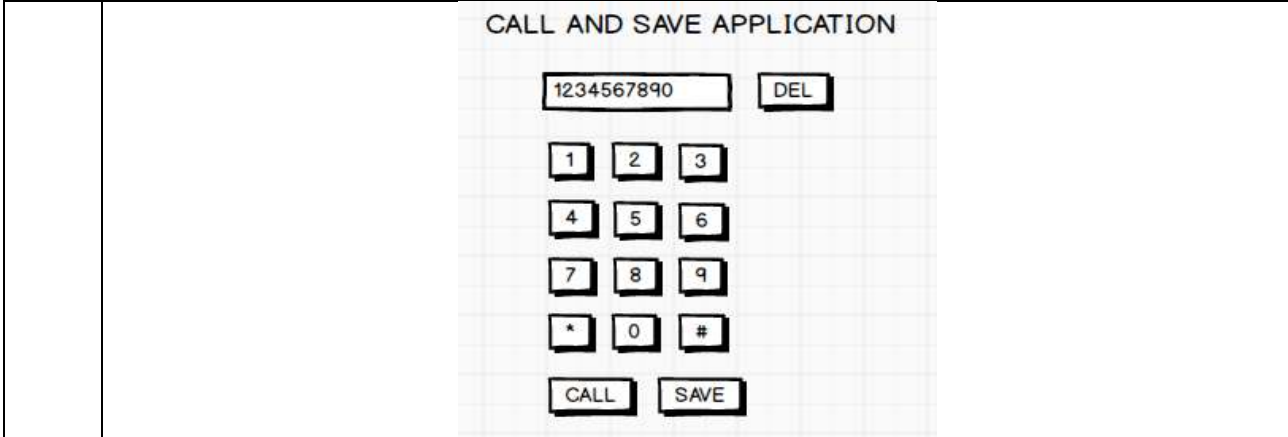 CALL AND SAVE APPLICATION
1234567890 DEL
1 2 3
4 5 6
7 8 9
* 0 #
CALL SAVE